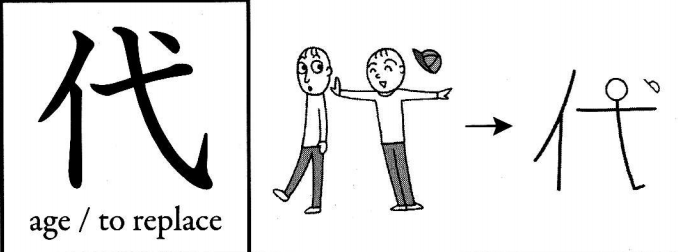 代
age / to replace